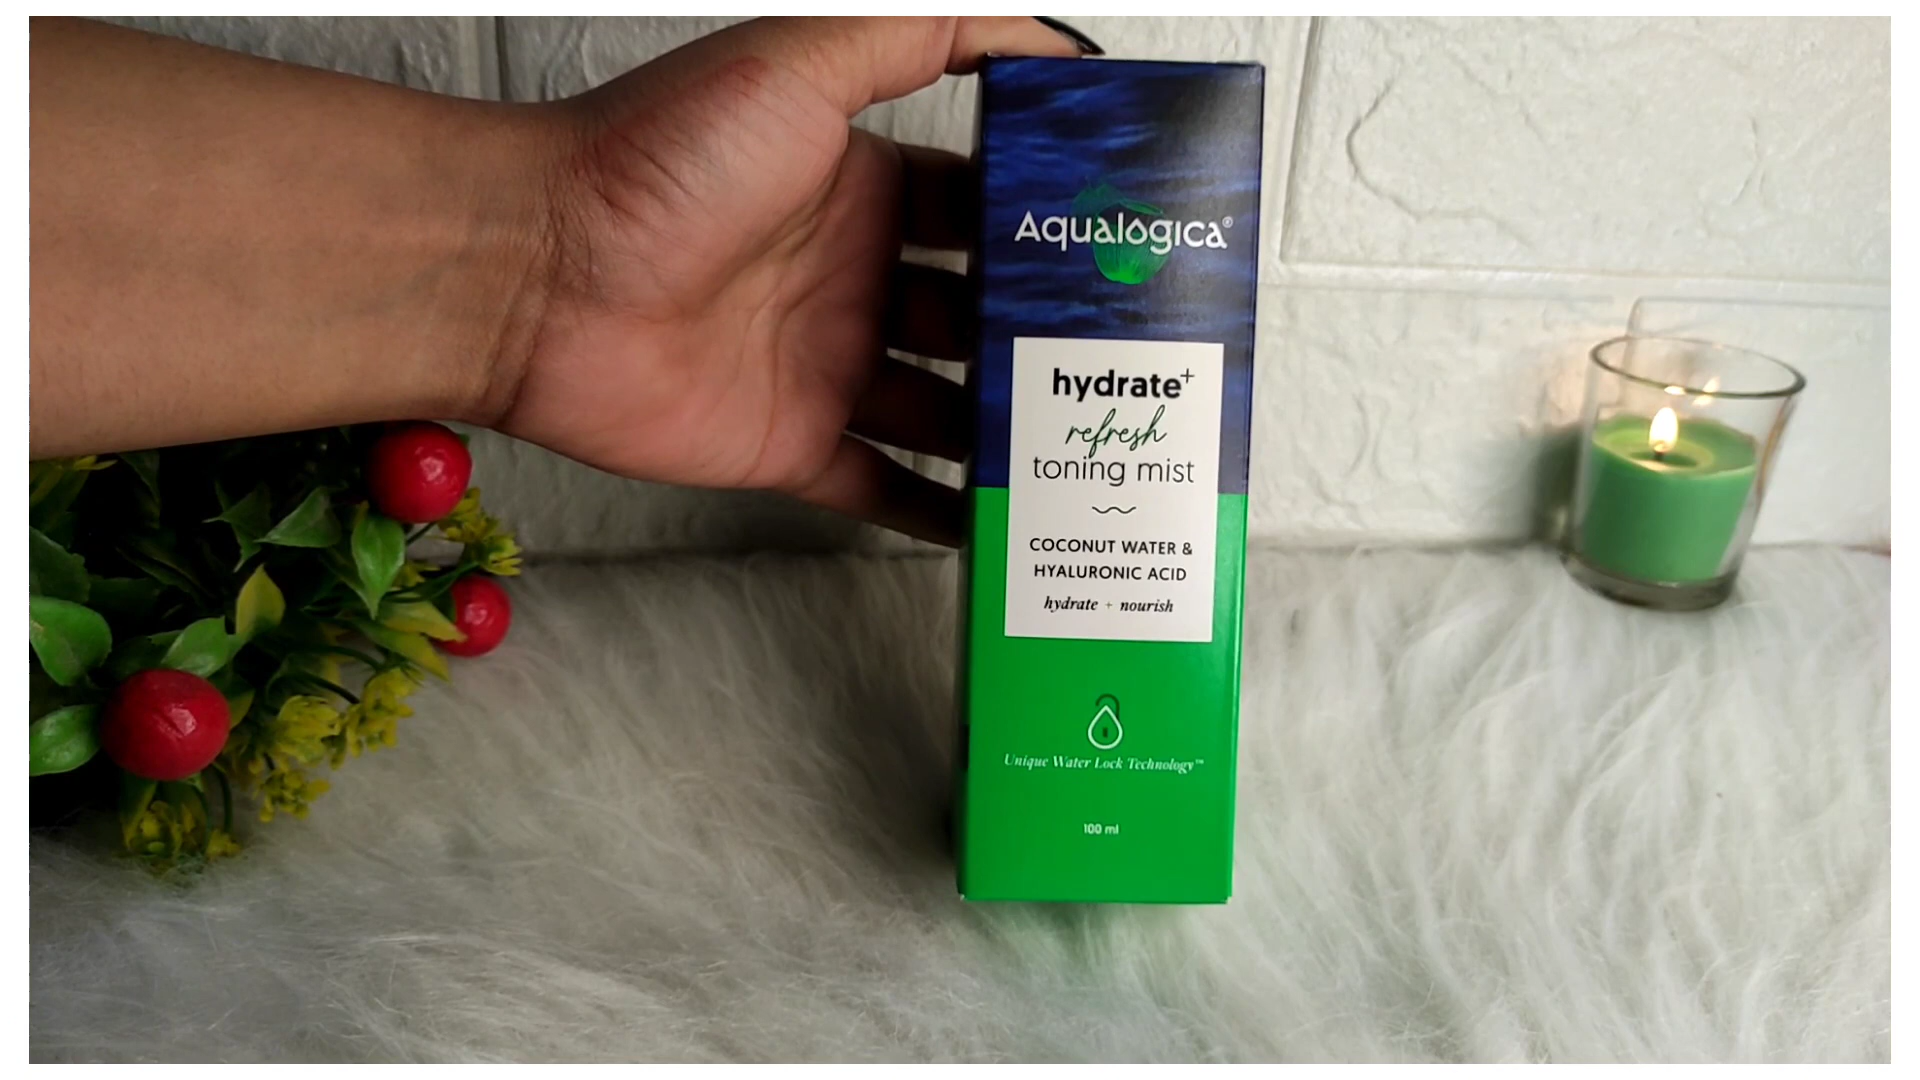 Aqualogica®
hydrate+
refresh
toning mist
COCONUT WATER &
HYALURONIC ACID
hydrate + nourish
Unique Water Lock Technology™
100 ml